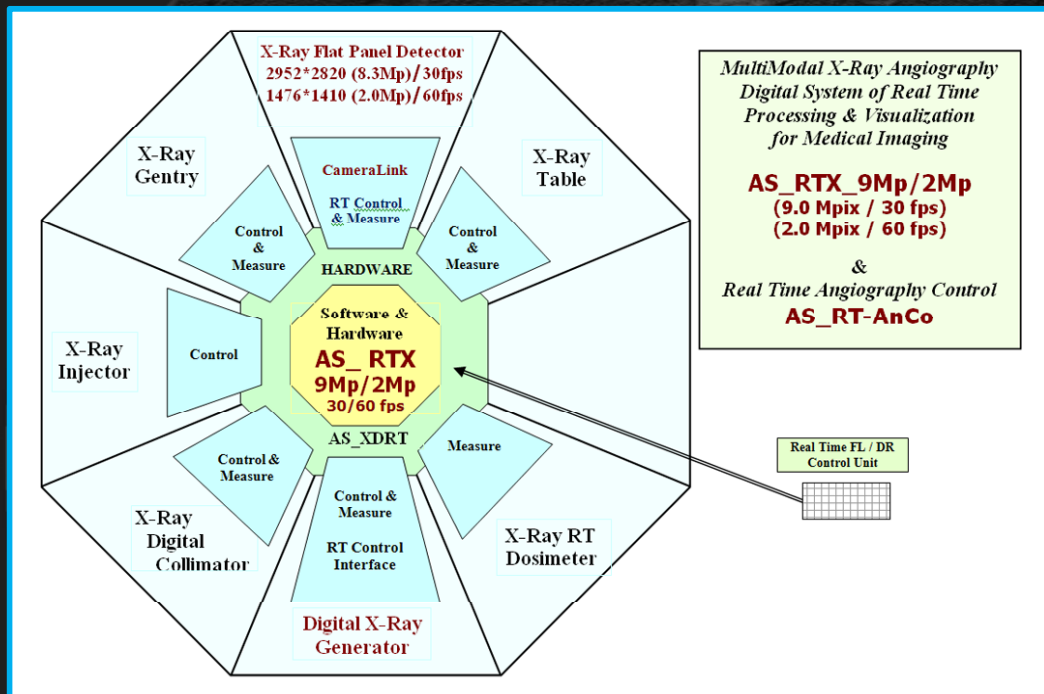 X-Ray Flat Panel Detector
2952*2820 (8.3Mp)/30fps
1476*1410 (2.0Mp)/60fps
CameraLink
RT Control
& Measure
X-Ray
Gentry
Control
&
Measure
X-Ray
Table
Control
&
Measure
HARDWARE
X-Ray
Injector
Control
Software &
Hardware
AS_ RTX
9Mp/2Mp
30/60 fps
AS_XDRT
Control &
Measure
X-Ray
Digital
Collimator
Measure
X-Ray RT
Dosimeter
Control &
Measure
RT Control
Interface
Digital X-Ray
Generator
MultiModal X-Ray Angiography
Digital System of Real Time
Processing & Visualization
for Medical Imaging
AS_RTX_9Mp/2Mp
(9.0 Mpix / 30 fps)
(2.0 Mpix / 60 fps)
&
Real Time Angiography Control
AS_RT-AnCo
Real Time FL / DR
Control Unit